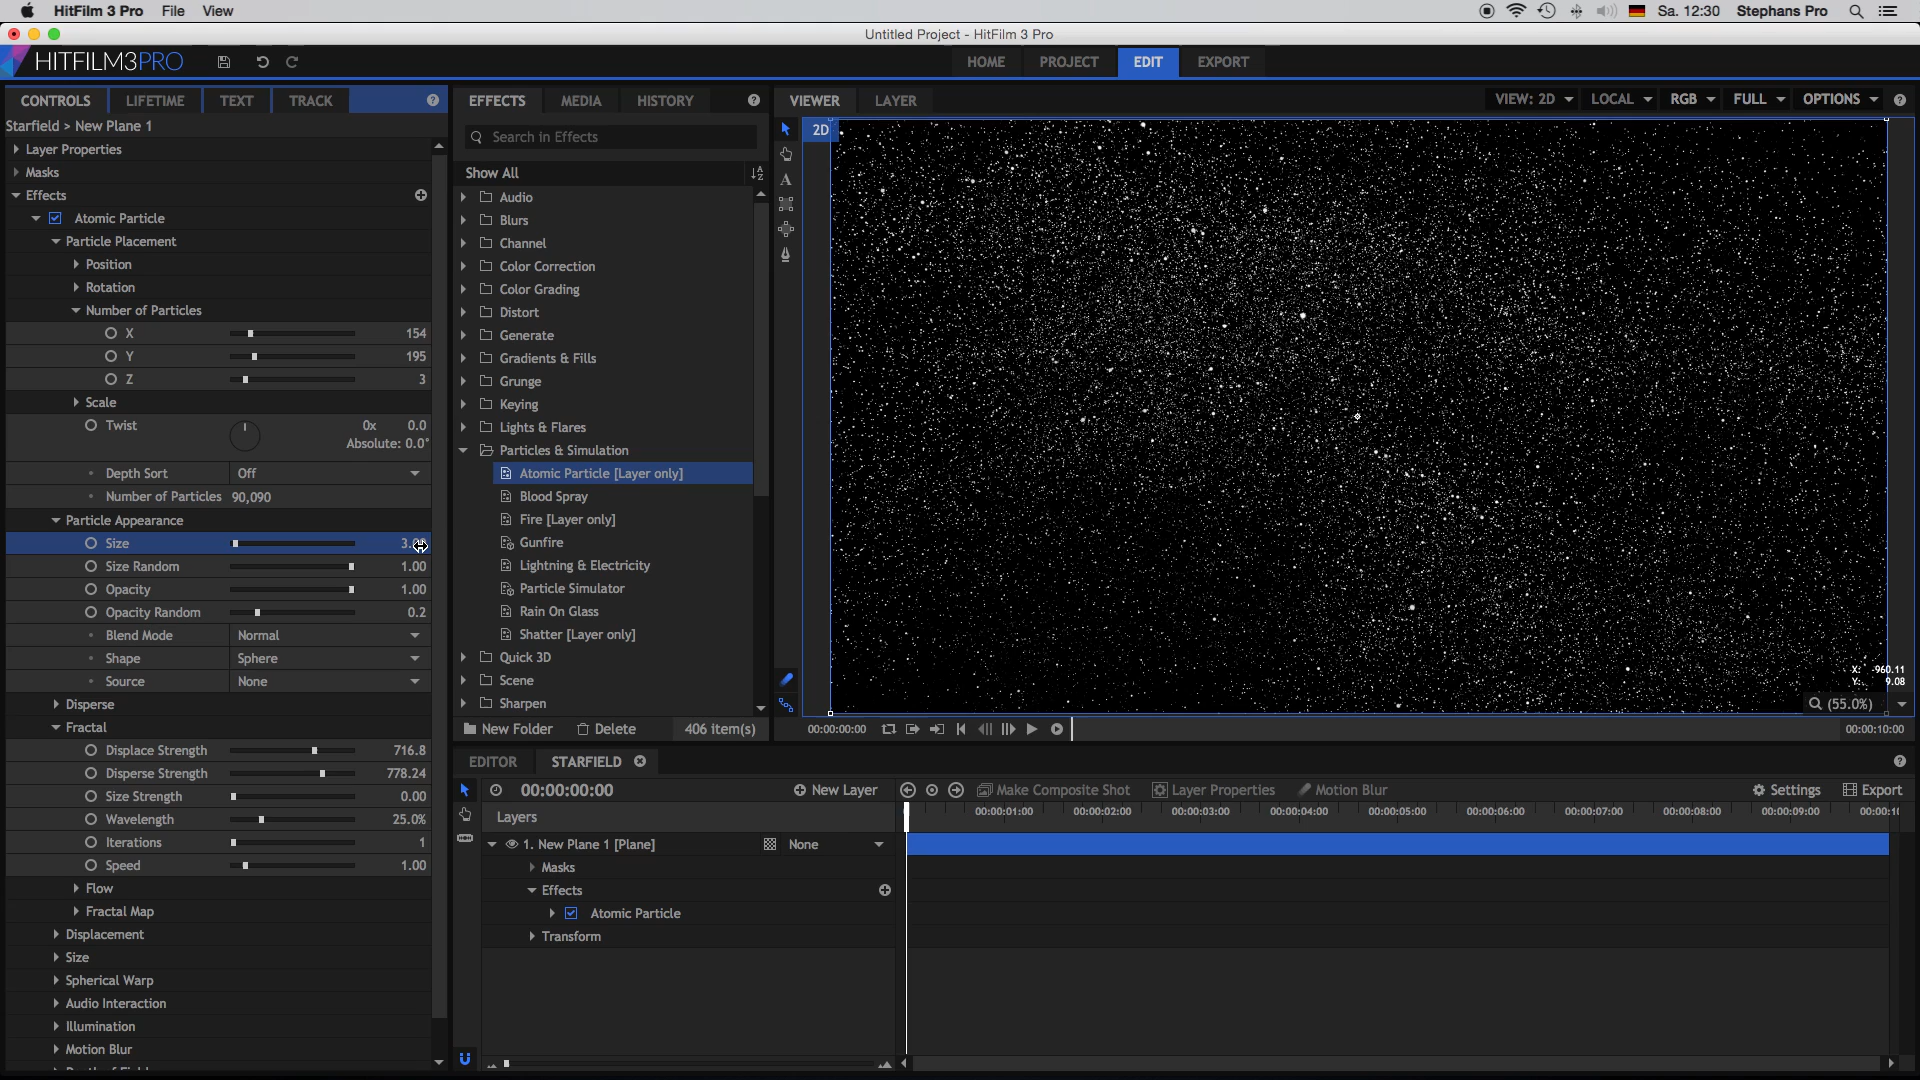 HitFilm 3 Pro File View Sa. 12:30 Stephans Pro
Untitled Project - HitFilm 3 Pro
HITFILM3PRO HOME PROJECT EDIT EXPORT
CONTROLS LIFETIME TEXT TRACK ?
Starfield > New Plane 1
Layer Properties
Masks
Effects
Atomic Particle
Particle Placement
Position
Rotation
Number of Particles
X 154
Y 195
Z 3
Scale
Twist 0x 0.0
Absolute: 0.0°
Depth Sort Off
Number of Particles 90,090
Particle Appearance
Size
Size Random 1.00
Opacity 1.00
Opacity Random 0.2
Blend Mode Normal
Shape Sphere
Source None
Disperse
Fractal
Displace Strength 716.8
Disperse Strength 778.24
Size Strength 0.00
Wavelength 25.0%
Iterations 1
Speed 1.00
Flow
Fractal Map
Displacement
Size
Spherical Warp
Audio Interaction
Illumination
Motion Blur
EFFECTS MEDIA HISTORY ?
Search in Effects
Show All
Audio
Blurs
Channel
Color Correction
Color Grading
Distort
Generate
Gradients & Fills
Grunge
Keying
Lights & Flares
Particles & Simulation
Atomic Particle [Layer only]
Blood Spray
Fire [Layer only]
Gunfire
Lightning & Electricity
Particle Simulator
Rain On Glass
Shatter [Layer only]
Quick 3D
Scene
Sharpen
New Folder Delete 406 item(s)
VIEWER LAYER VIEW: 2D LOCAL RGB FULL OPTIONS ?
2D
A
X: -960.11
Y: 9.08
(55.0%)
00:00:00:00 00:00:10:00
EDITOR STARFIELD ?
00:00:00:00 New Layer Make Composite Shot Layer Properties Motion Blur Settings Export
Layers 00:00:01:00 00:00:02:00 00:00:03:00 00:00:04:00 00:00:05:00 00:00:06:00 00:00:07:00 00:00:08:00 00:00:09:00
1. New Plane 1 [Plane] None
Masks
Effects
Atomic Particle
Transform